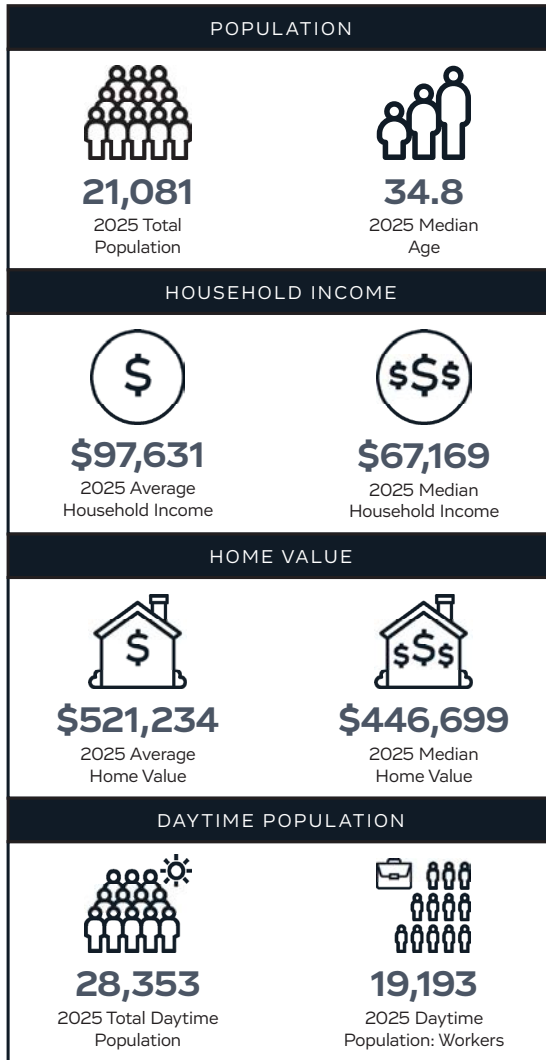 POPULATION
21,081
2025 Total
Population
34.8
2025 Median
Age
HOUSEHOLD INCOME
$
$97,631
2025 Average
Household Income
$$$
$67,169
2025 Median
Household Income
HOME VALUE
$
$521,234
2025 Average
Home Value
$$$
$446,699
2025 Median
Home Value
DAYTIME POPULATION
28,353
2025 Total Daytime
Population
19,193
2025 Daytime
Population: Workers